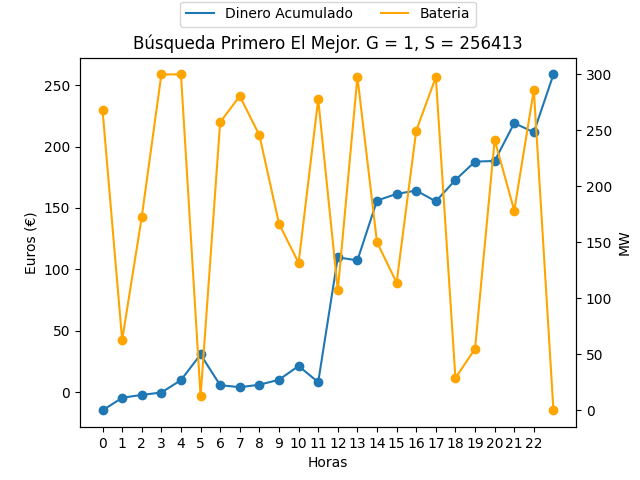 Dinero Acumulado Bateria
Búsqueda Primero El Mejor. G = 1, S = 256413
250
200
150
100
50
0
Euros (€)
300
250
200
150
100
50
0
MW
0 1 2 3 4 5 6 7 8 9 10 11 12 13 14 15 16 17 18 19 20 21 22
Horas